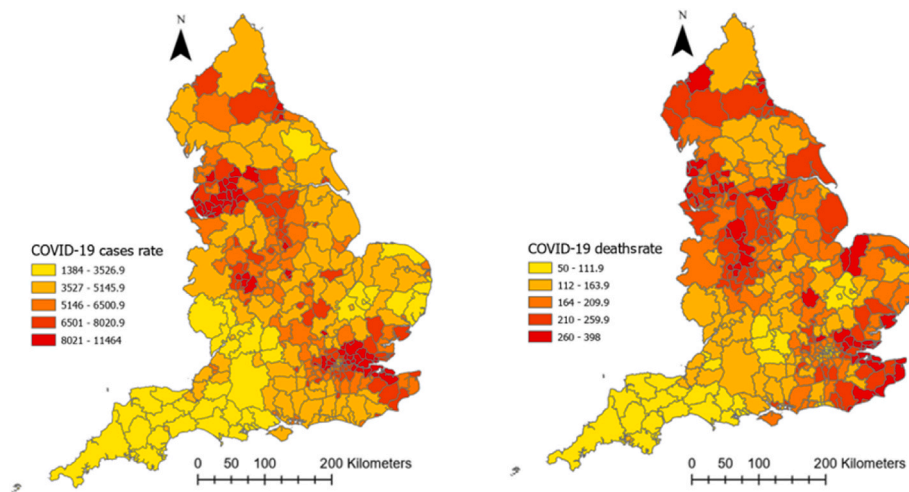 N
COVID-19 cases rate
1384 - 3526.9
3527 - 5145.9
5146 - 6500.9
6501 - 8020.9
8021 - 11464
0 50 100 200 Kilometers
N
COVID-19 deathsrate
50 - 111.9
112 - 163.9
164 - 209.9
210 - 259.9
260 - 398
0 50 100 200 Kilometers